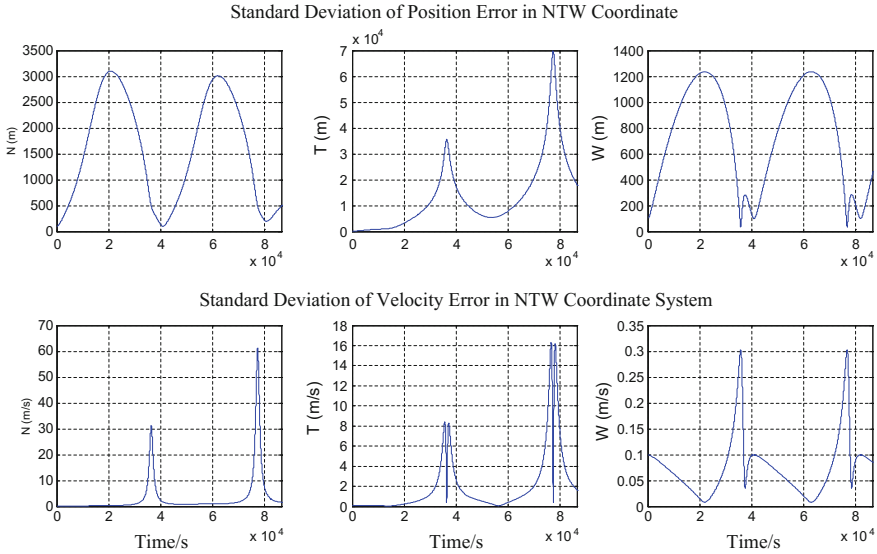 Standard Deviation of Position Error in NTW Coordinate
3500
3000
2500
2000
1500
1000
500
0
N (m)
0 2 4 6 8
x 10^4
x 10^4
7
6
5
4
3
2
1
0
T (m)
0 2 4 6 8
x 10^4
1400
1200
1000
800
600
400
200
0
W (m)
0 2 4 6 8
x 10^4
Standard Deviation of Velocity Error in NTW Coordinate System
70
60
50
40
30
20
10
0
N (m/s)
0 2 4 6 8
Time/s
x 10^4
18
16
14
12
10
8
6
4
2
0
T (m/s)
0 2 4 6 8
Time/s
x 10^4
0.35
0.3
0.25
0.2
0.15
0.1
0.05
0
W (m/s)
0 2 4 6 8
Time/s
x 10^4